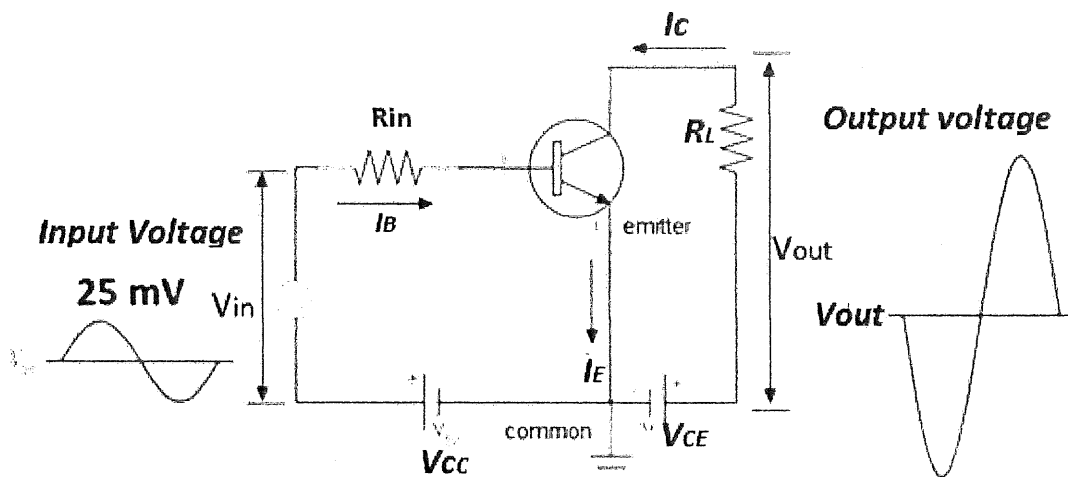 IC
Rin
RL
Output voltage
IB
emitter
Input Voltage
25 mV
Vin
Vout
Vout
IE
common
VCC
VCE